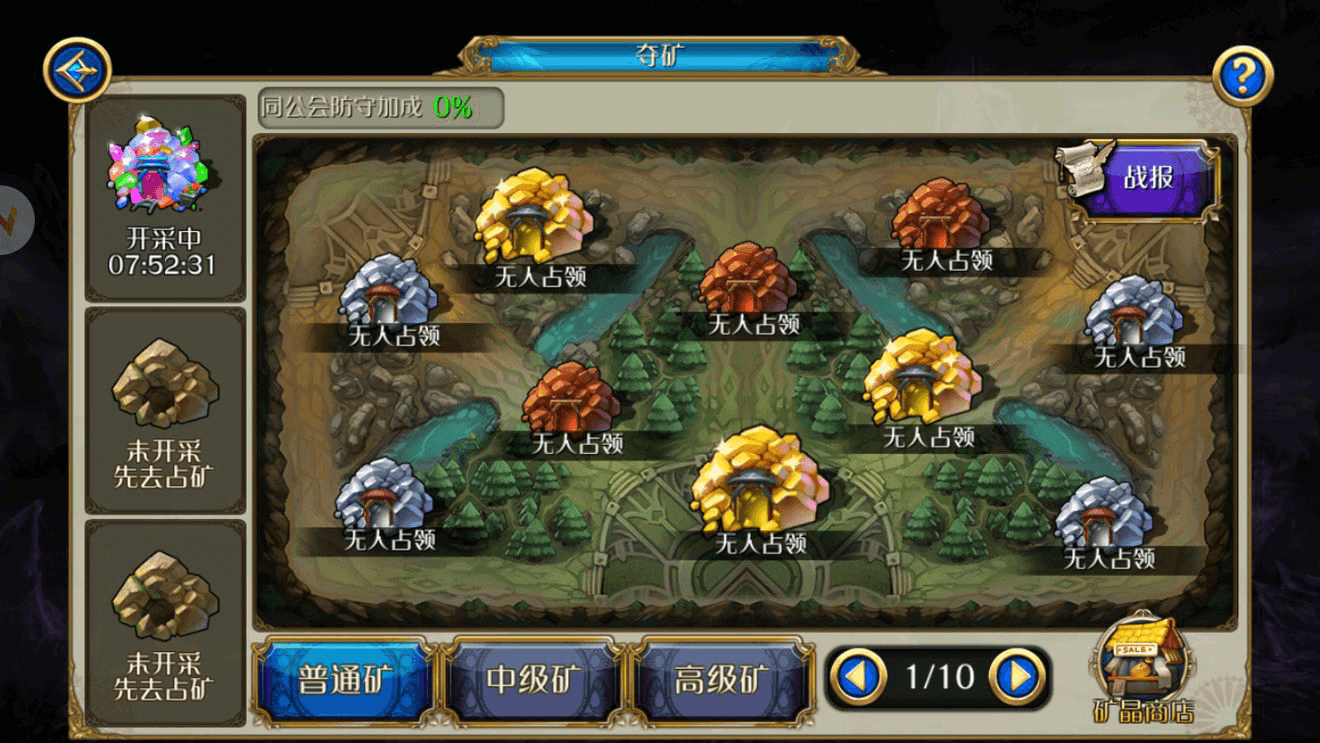 夺矿
同公会防守加成 0%
战报
开采中
07:52:31
无人占领
无人占领
无人占领
无人占领
无人占领
无人占领
无人占领
无人占领
无人占领
无人占领
未开采
先去占矿
未开采
先去占矿
普通矿
中级矿
高级矿
1/10
SALE
矿晶商店